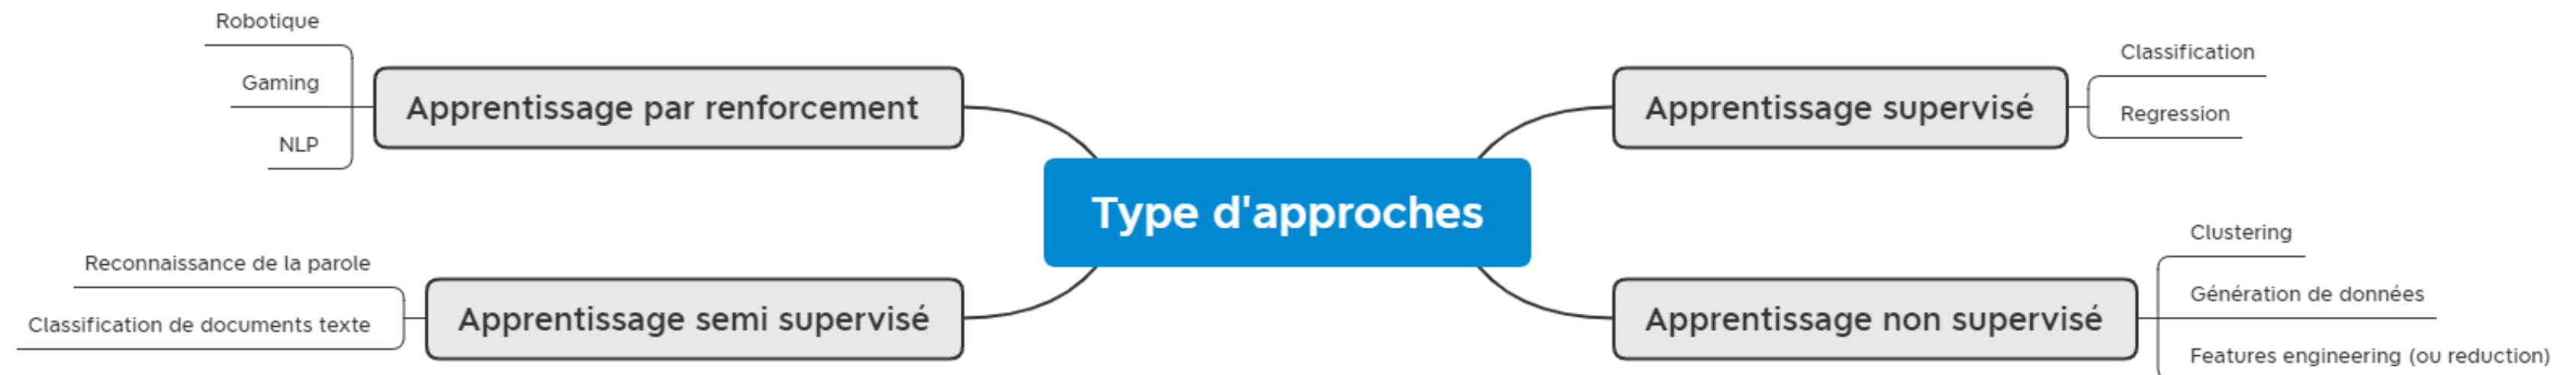 Robotique
Gaming
NLP
Apprentissage par renforcement
Reconnaissance de la parole
Classification de documents texte
Apprentissage semi supervisé
Type d'approches
Apprentissage supervisé
Classification
Regression
Apprentissage non supervisé
Clustering
Génération de données
Features engineering (ou reduction)